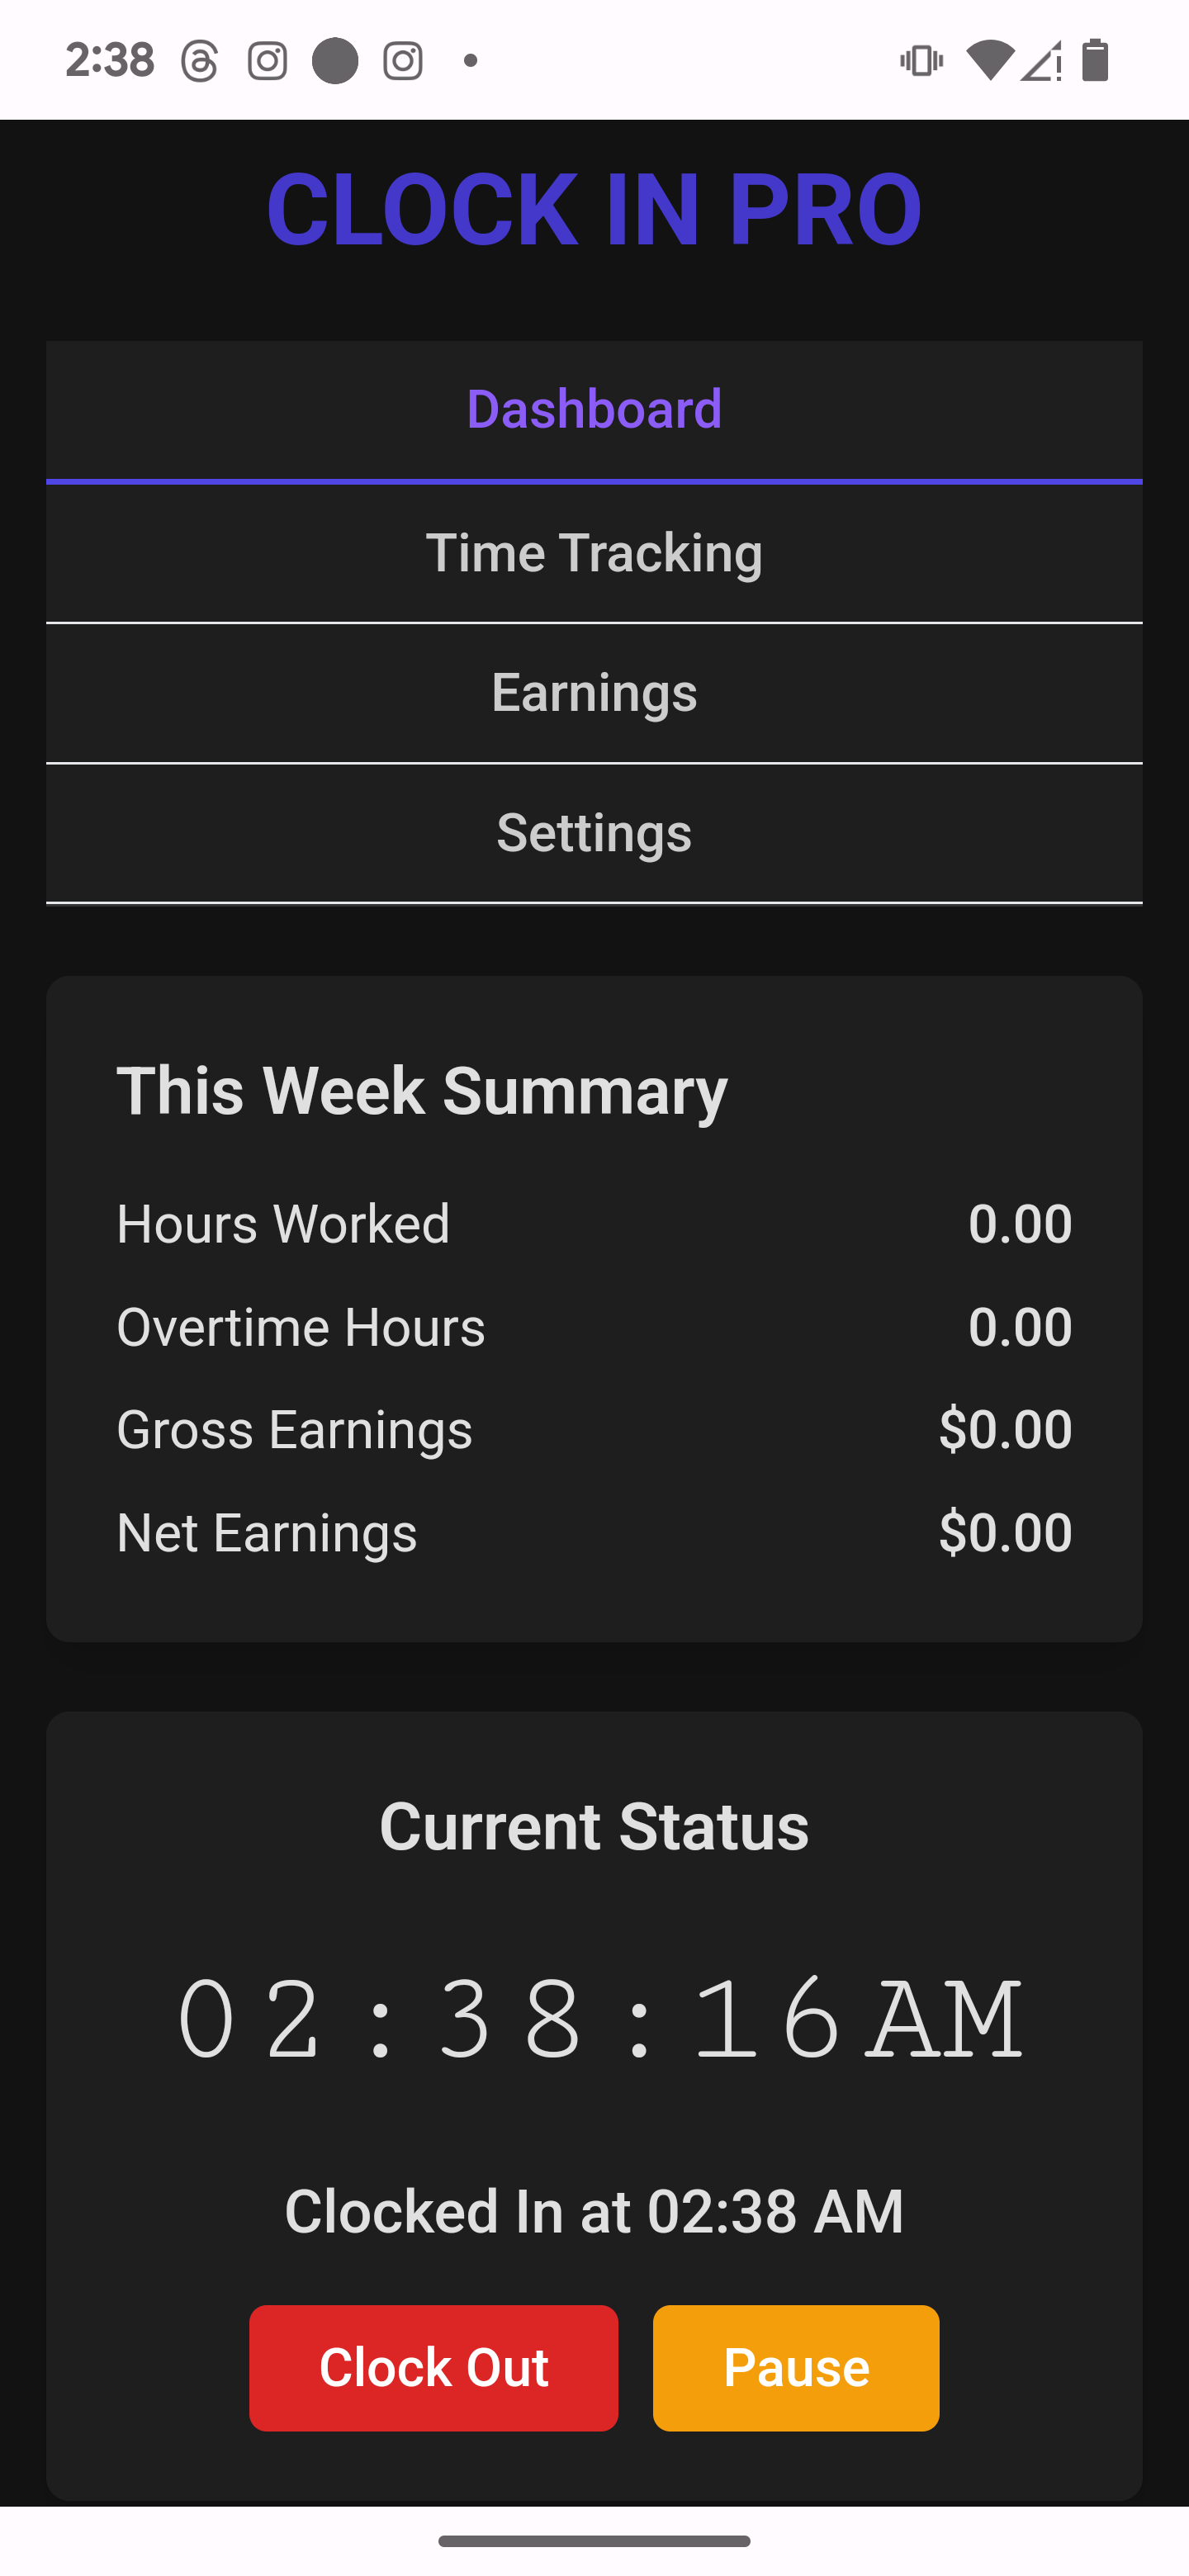 2:38
CLOCK IN PRO
Dashboard
Time Tracking
Earnings
Settings
This Week Summary
Hours Worked 0.00
Overtime Hours 0.00
Gross Earnings $0.00
Net Earnings $0.00
Current Status
02:38:16 AM
Clocked In at 02:38 AM
Clock Out Pause